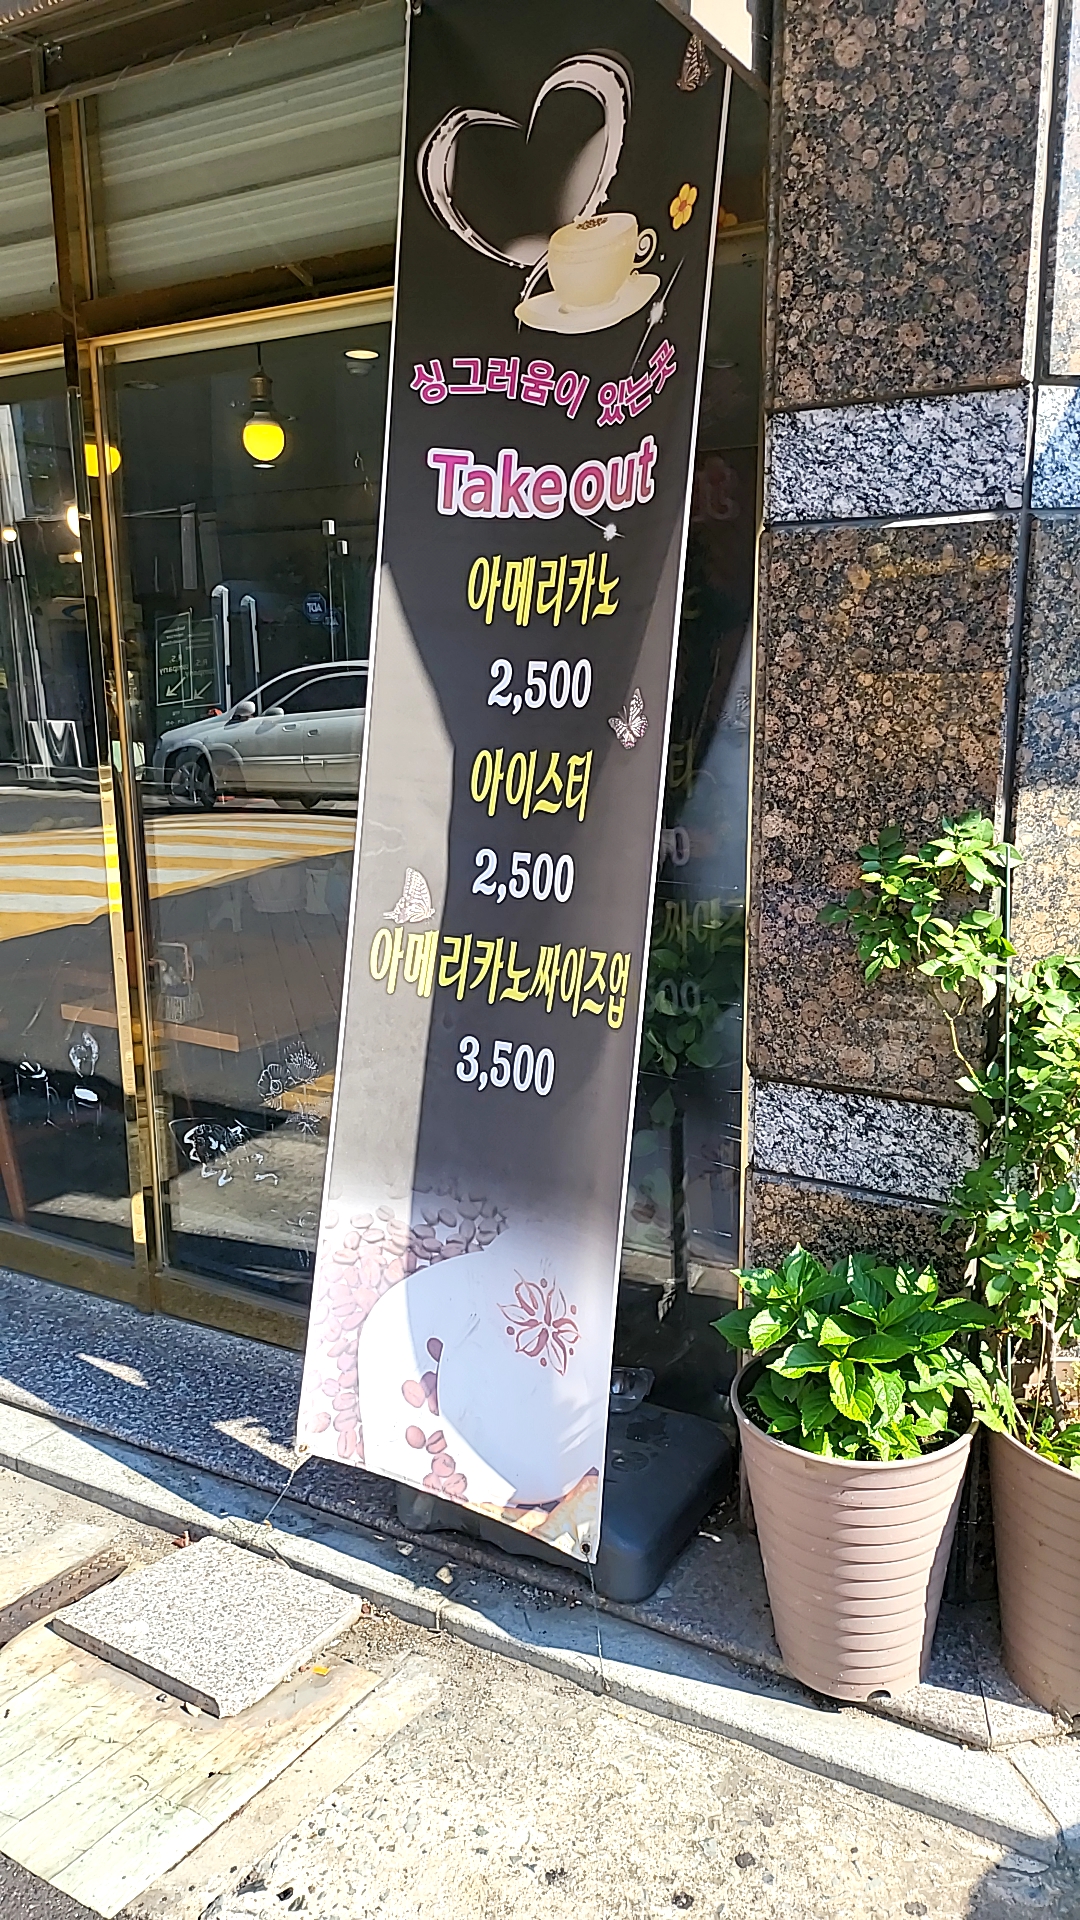 싱그러움이 있는곳
Take out
아메리카노
2,500
아이스티
2,500
아메리카노싸이즈업
3,500